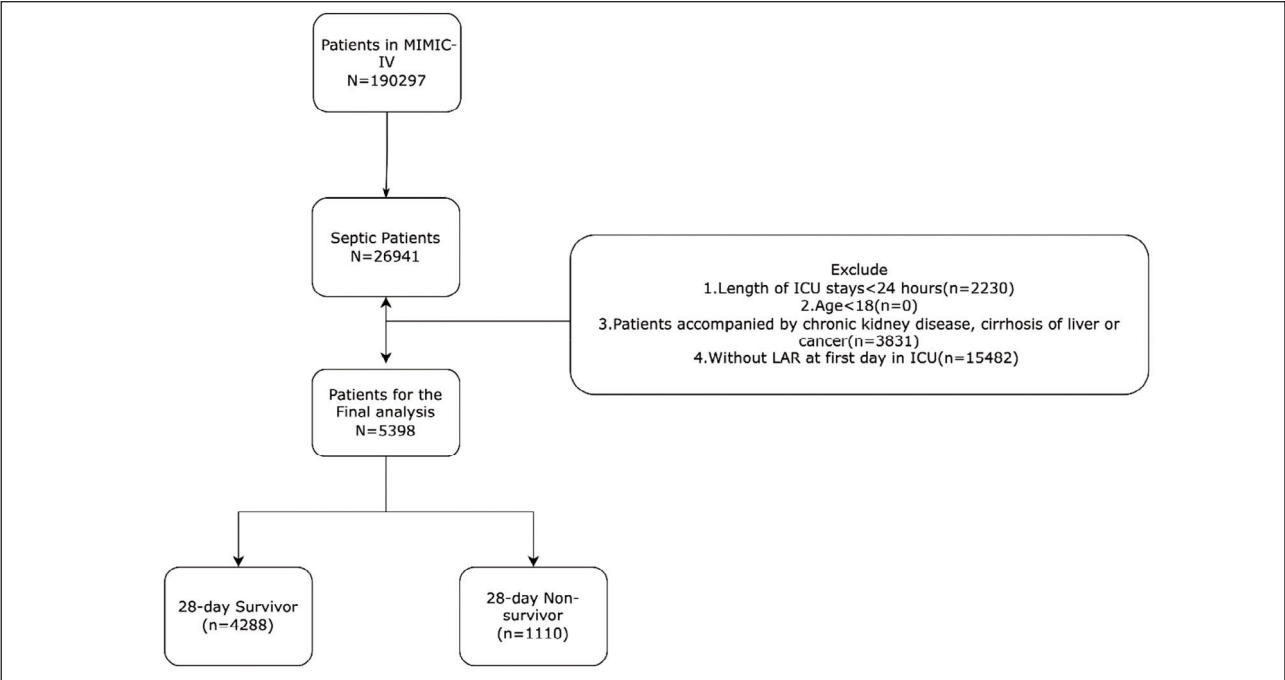 Patients in MIMIC-
IV
N=190297
Septic Patients
N=26941
Exclude
1.Length of ICU stays<24 hours(n=2230)
2.Age<18(n=0)
3.Patients accompanied by chronic kidney disease, cirrhosis of liver or
cancer(n=3831)
4.Without LAR at first day in ICU(n=15482)
Patients for the
Final analysis
N=5398
28-day Survivor
(n=4288)
28-day Non-
survivor
(n=1110)